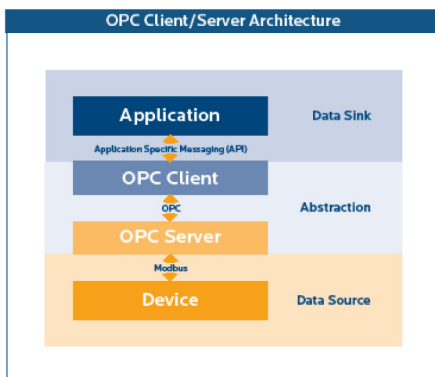 OPC Client/Server Architecture
Application
Data Sink
Application Specific Messaging (API)
OPC Client
OPC
Abstraction
OPC Server
Modbus
Device
Data Source